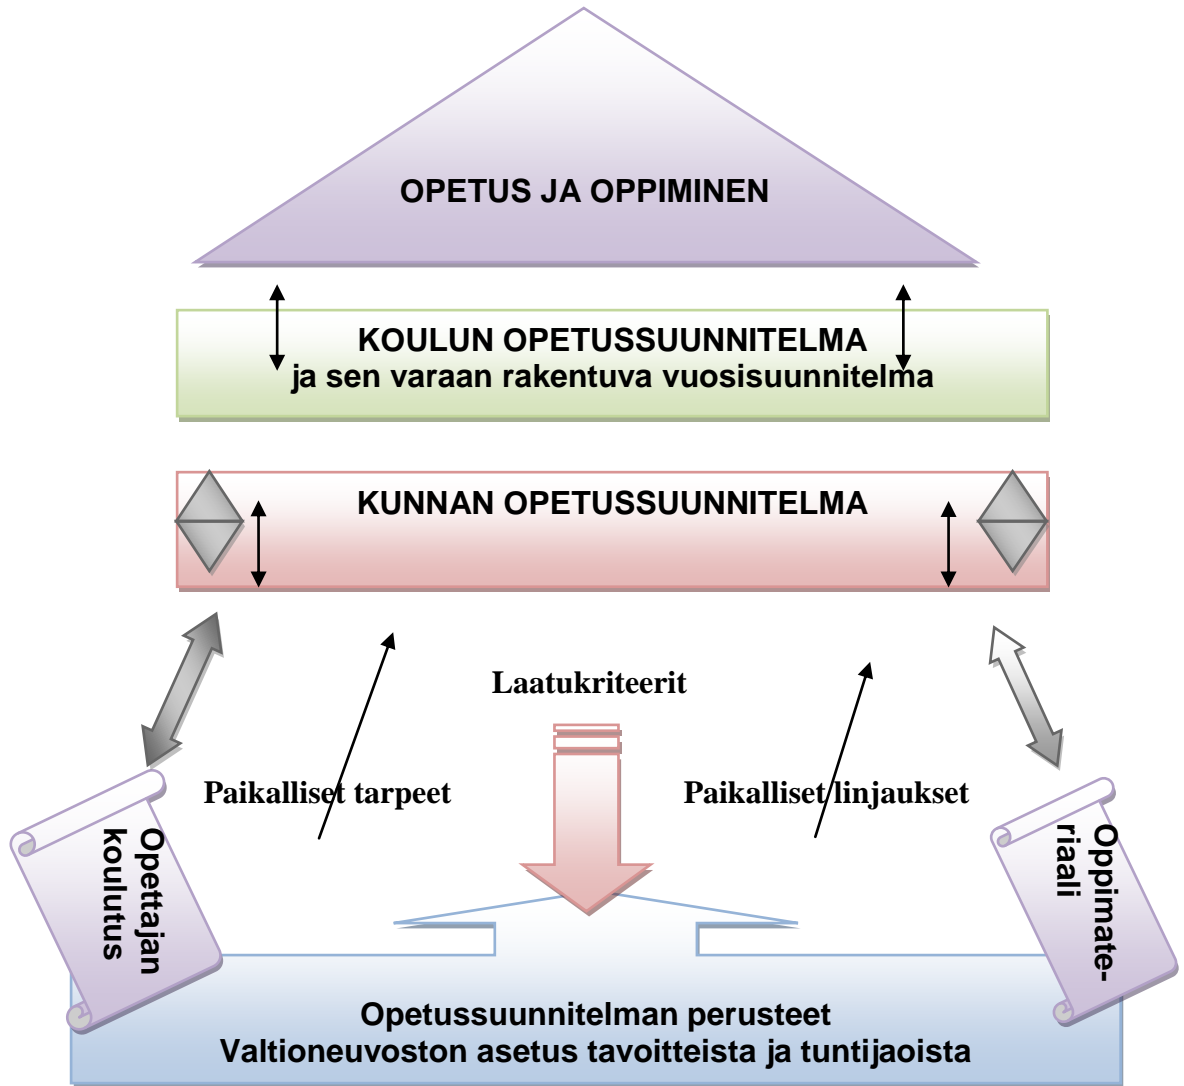 OPETUS JA OPPIMINEN
KOULUN OPETUSSUUNNITELMA
ja sen varaan rakentuva vuosisuunnitelma
KUNNAN OPETUSSUUNNITELMA
Laatukriteerit
Paikalliset tarpeet
Paikalliset linjaukset
Opettajan
koulutus
Oppimate-
riaali
Opetussuunnitelman perusteet
Valtioneuvoston asetus tavoitteista ja tuntijaoista